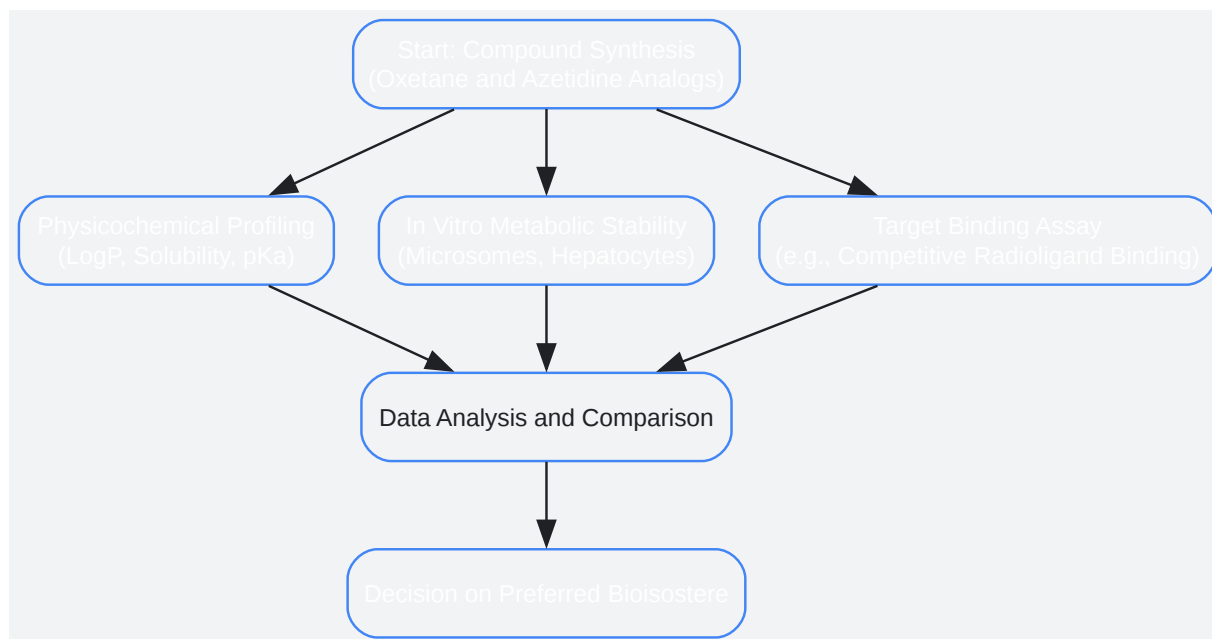 Start: Compound Synthesis
(Oxetane and Azetidine Analogs)
Physicochemical Profiling
(LogP, Solubility, pKa)
In Vitro Metabolic Stability
(Microsomes, Hepatocytes)
Target Binding Assay
(e.g., Competitive Radioligand Binding)
Data Analysis and Comparison
Decision on Preferred Bioisostere